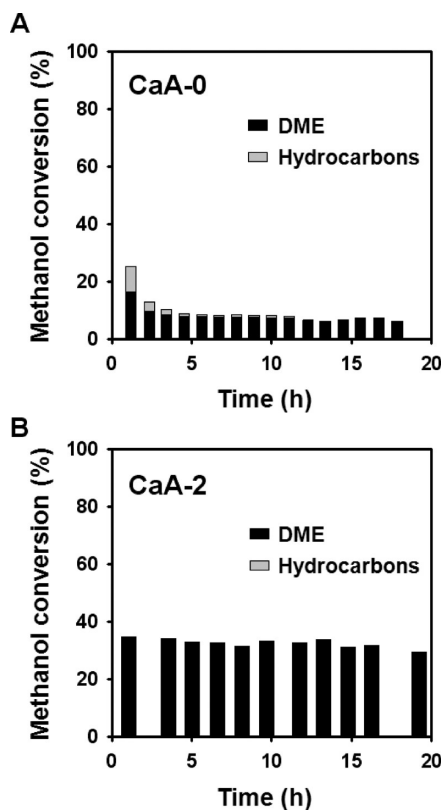 A
Methanol conversion (%)
100
80
60
40
20
0
CaA-0
DME
Hydrocarbons
0 5 10 15 20
Time (h)
B
Methanol conversion (%)
100
80
60
40
20
0
CaA-2
DME
Hydrocarbons
0 5 10 15 20
Time (h)